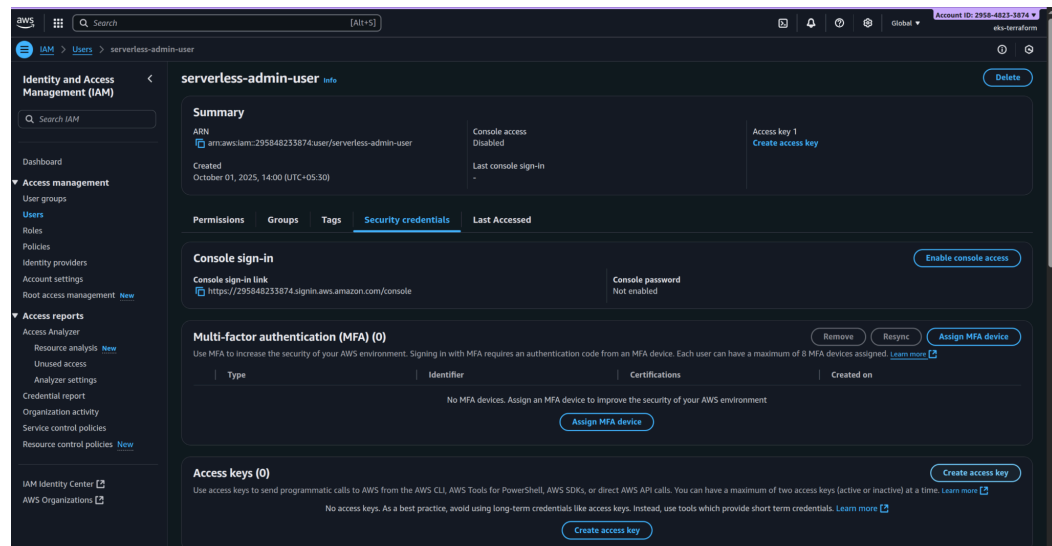 aws
Search
[Alt+S]
Global
Account ID: 2958-4823-3874
eks-terraform
IAM > Users > serverless-admin-user
Identity and Access Management (IAM)
Search IAM
Dashboard
Access management
User groups
Users
Roles
Policies
Identity providers
Account settings
Root access management New
Access reports
Access Analyzer
Resource analysis New
Unused access
Analyzer settings
Credential report
Organization activity
Service control policies
Resource control policies New
IAM Identity Center
AWS Organizations
serverless-admin-user Info
Delete
Summary
ARN
arn:aws:iam::295848233874:user/serverless-admin-user
Console access
Disabled
Access key 1
Create access key
Created
October 01, 2025, 14:00 (UTC+05:30)
Last console sign-in
-
Permissions Groups Tags Security credentials Last Accessed
Console sign-in
Enable console access
Console sign-in link
https://295848233874.signin.aws.amazon.com/console
Console password
Not enabled
Multi-factor authentication (MFA) (0)
Remove Resync Assign MFA device
Use MFA to increase the security of your AWS environment. Signing in with MFA requires an authentication code from an MFA device. Each user can have a maximum of 8 MFA devices assigned. Learn more
Type Identifier Certifications Created on
No MFA devices. Assign an MFA device to improve the security of your AWS environment
Assign MFA device
Access keys (0)
Create access key
Use access keys to send programmatic calls to AWS from the AWS CLI, AWS Tools for PowerShell, AWS SDKs, or direct AWS API calls. You can have a maximum of two access keys (active or inactive) at a time. Learn more
No access keys. As a best practice, avoid using long-term credentials like access keys. Instead, use tools which provide short term credentials. Learn more
Create access key